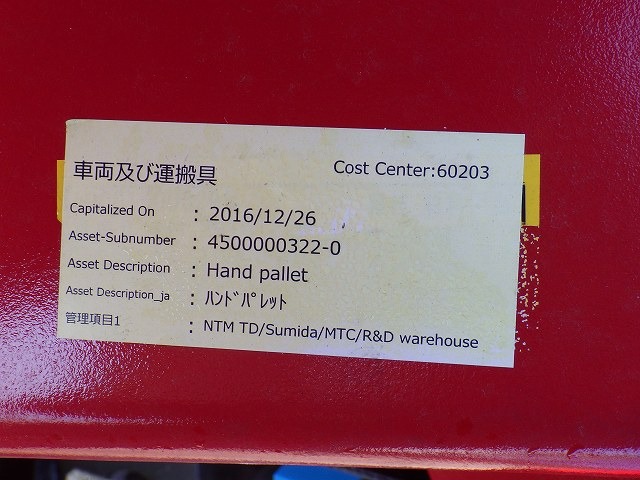 車両及び運搬具 Cost Center:60203
Capitalized On : 2016/12/26
Asset-Subnumber : 4500000322-0
Asset Description : Hand pallet
Asset Description_ja : ﾊﾝﾄﾞﾊﾟﾚｯﾄ
管理項目1 : NTM TD/Sumida/MTC/R&D warehouse